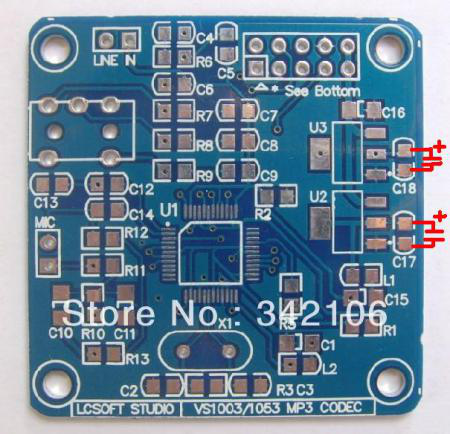 LINE IN
C4
R6
C5
C6
* See Bottom
R7
C7
C16
R8
C8
U3
R9
C9
C18
C13
C12
R2
U2
C14
U1
MIC
R12
R11
C17
L1
C15
C10
R10
C11
Store No.: 342106
R5
R1
X1
C1
R13
L2
C2
R3
C3
LCSOFT STUDIO
VS1003/1053 MP3 CODEC